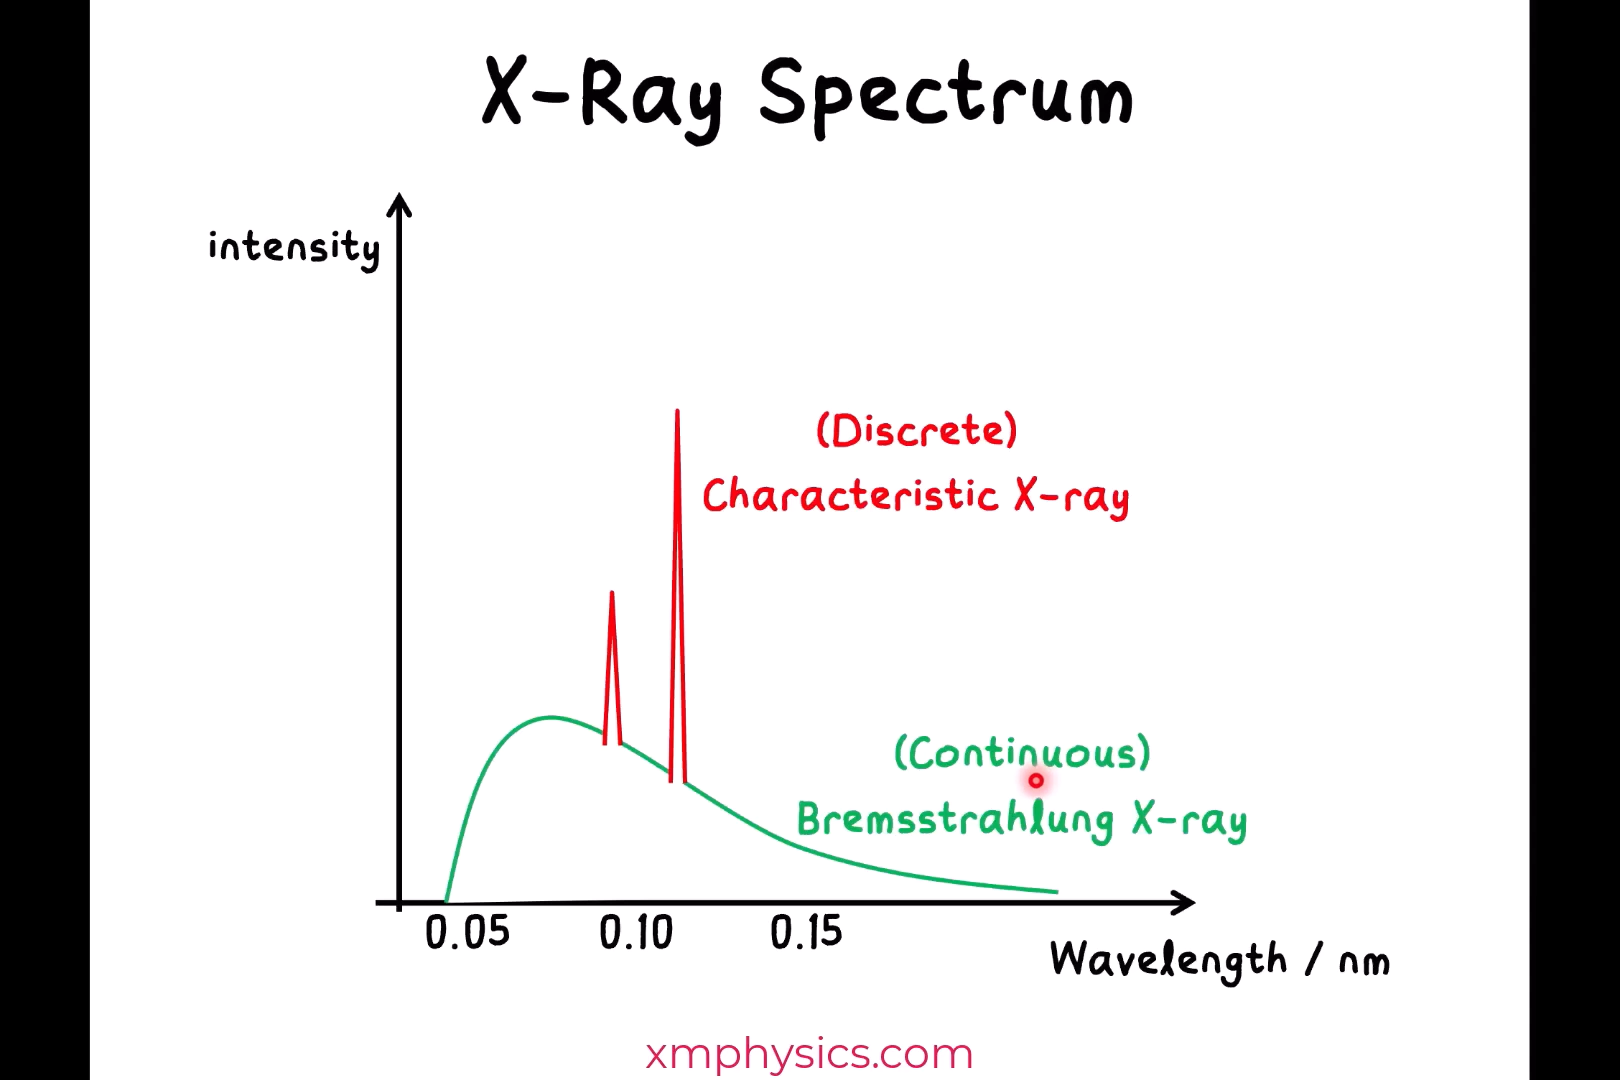 X-Ray Spectrum
intensity
(Discrete)
Characteristic X-ray
(Continuous)
Bremsstrahlung X-ray
0.05 0.10 0.15
Wavelength / nm
xmphysics.com